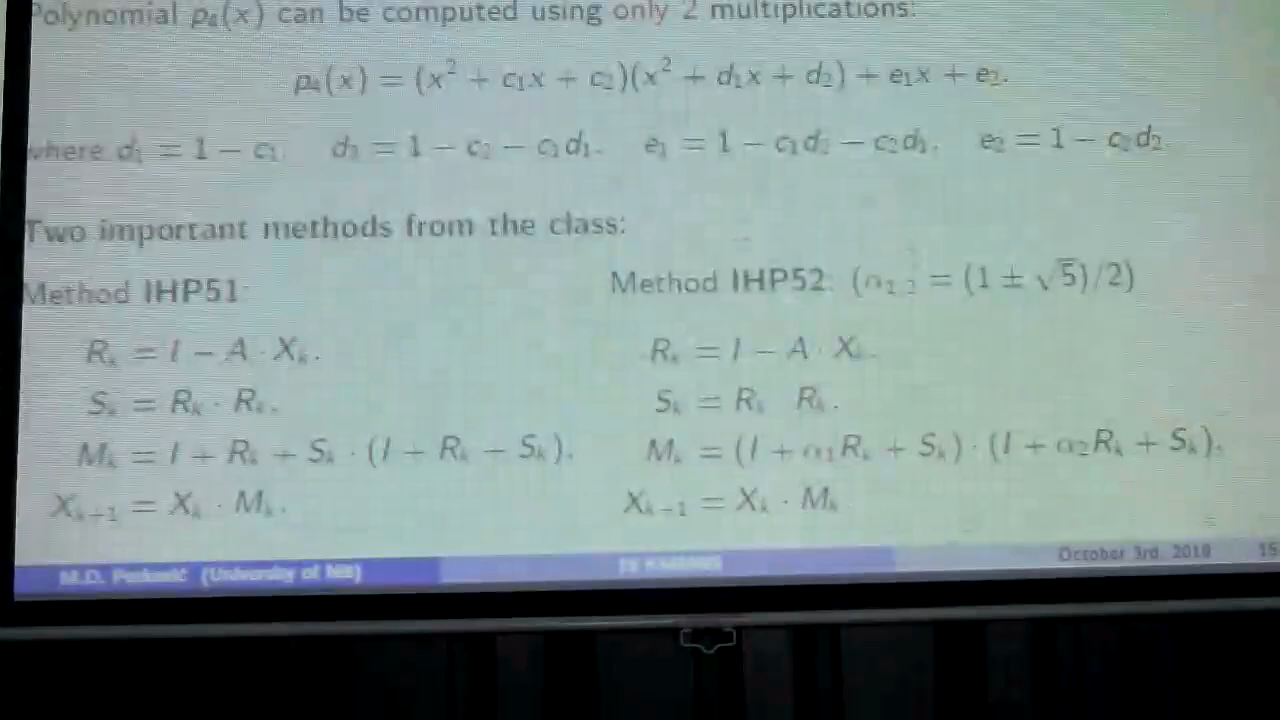 Polynomial p₄(x) can be computed using only 2 multiplications:
p₄(x) = (x² + c₁x + c₂)(x² + d₁x + d₂) + e₁x + e₂.
where d₁ = 1 − c₁, d₂ = 1 − c₂ − c₁d₁, e₁ = 1 − c₁d₂ − c₂d₁, e₂ = 1 − c₂d₂
Two important methods from the class:
Method IHP51:
Rₖ = I − A · Xₖ,
Sₖ = Rₖ · Rₖ,
Mₖ = I + Rₖ + Sₖ · (I + Rₖ + Sₖ),
Xₖ₊₁ = Xₖ · Mₖ.
Method IHP52: (α₁,₂ = (1 ± √5)/2)
Rₖ = I − A · Xₖ,
Sₖ = Rₖ · Rₖ,
Mₖ = (I + α₁Rₖ + Sₖ) · (I + α₂Rₖ + Sₖ),
Xₖ₊₁ = Xₖ · Mₖ
M.D. (University of Niš) October 3rd, 2018 15